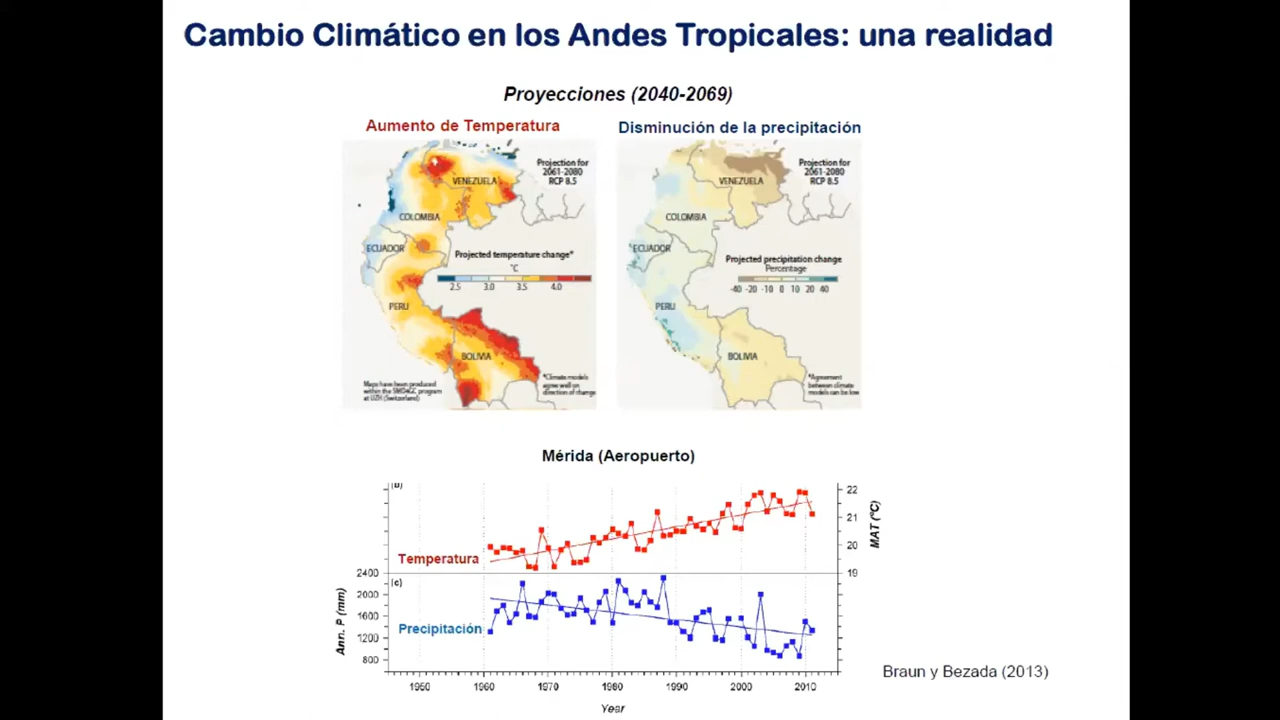 Cambio Climático en los Andes Tropicales: una realidad
Proyecciones (2040-2069)
Aumento de Temperatura
Projection for
2061-2080
RCP 8.5
VENEZUELA
COLOMBIA
ECUADOR
Projected temperature change*
°C
2.5 3.0 3.5 4.0
PERU
BOLIVIA
Maps have been produced
within the SMD4GC program
at UZH (Switzerland)
*Climate models
agree well on
direction of change
Disminución de la precipitación
Projection for
2061-2080
RCP 8.5
VENEZUELA
COLOMBIA
ECUADOR
Projected precipitation change
Percentage
-40 -20 -10 0 10 20 40
PERU
BOLIVIA
*Agreement
between climate
models can be low
Mérida (Aeropuerto)
(b)
Temperatura
22
21
20
19
MAT (ºC)
(c)
Precipitación
2400
2000
1600
1200
800
Ann. P (mm)
1950 1960 1970 1980 1990 2000 2010
Year
Braun y Bezada (2013)